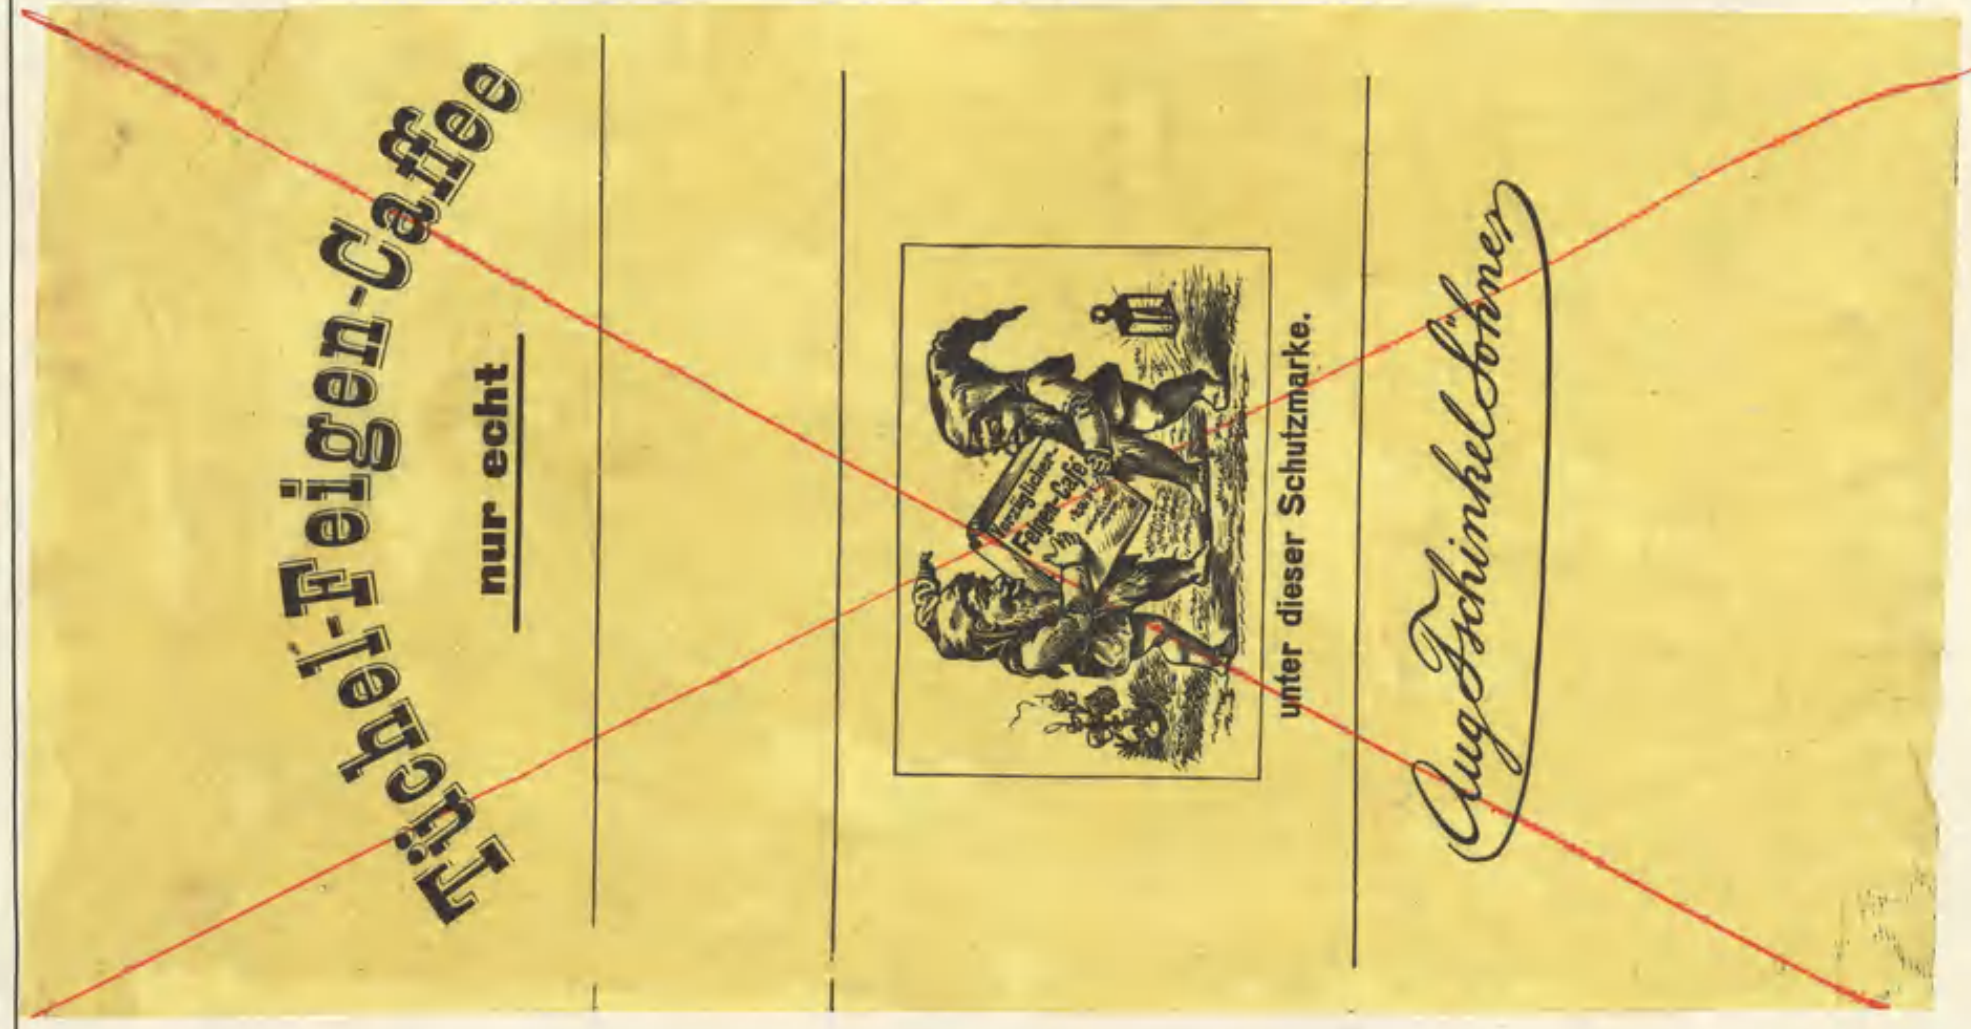 Tüchel-Feigen-Caffee
nur echt
Vorzüglicher-
Feigen-Café
unter dieser Schutzmarke.
Aug Tschinkel Söhne